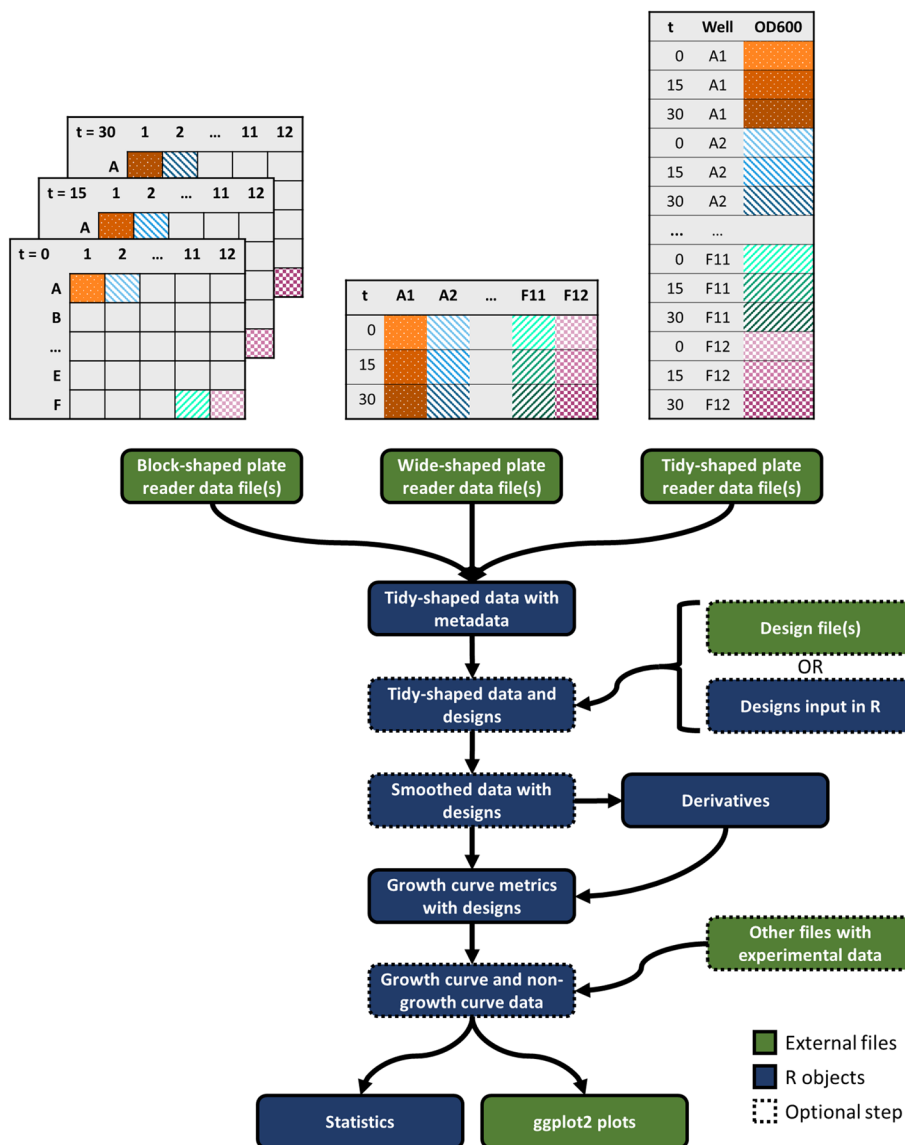 t = 30 1 2 ... 11 12
A
t = 15 1 2 ... 11 12
A
t = 0 1 2 ... 11 12
A
B
...
E
F
t A1 A2 ... F11 F12
0
15
30
t Well OD600
0 A1
15 A1
30 A1
0 A2
15 A2
30 A2
... ...
0 F11
15 F11
30 F11
0 F12
15 F12
30 F12
Block-shaped plate
reader data file(s)
Wide-shaped plate
reader data file(s)
Tidy-shaped plate
reader data file(s)
Tidy-shaped data with
metadata
Design file(s)
OR
Designs input in R
Tidy-shaped data and
designs
Smoothed data with
designs
Derivatives
Growth curve metrics
with designs
Other files with
experimental data
Growth curve and non-
growth curve data
Statistics
ggplot2 plots
External files
R objects
Optional step